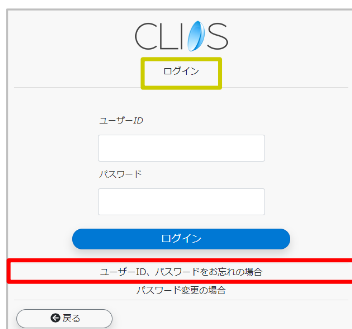 CLIOS
ログイン
ユーザーID
パスワード
ログイン
ユーザーID、パスワードをお忘れの場合
パスワード変更の場合
戻る